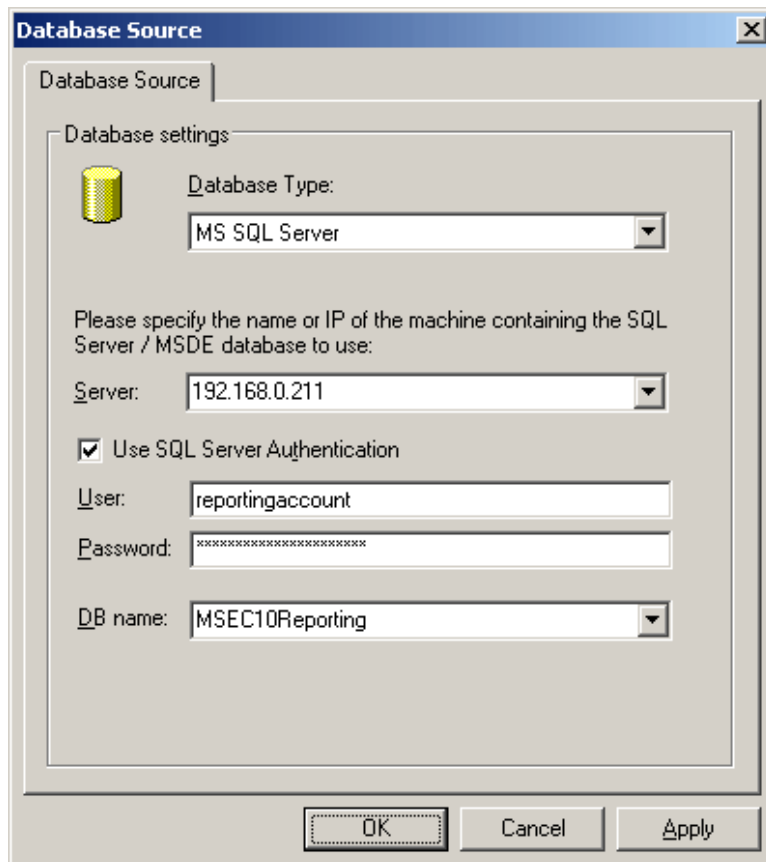 Database Source
Database Source
Database settings
Database Type:
MS SQL Server
Please specify the name or IP of the machine containing the SQL
Server / MSDE database to use:
Server: 192.168.0.211
Use SQL Server Authentication
User: reportingaccount
Password: **********************
DB name: MSEC10Reporting
OK Cancel Apply